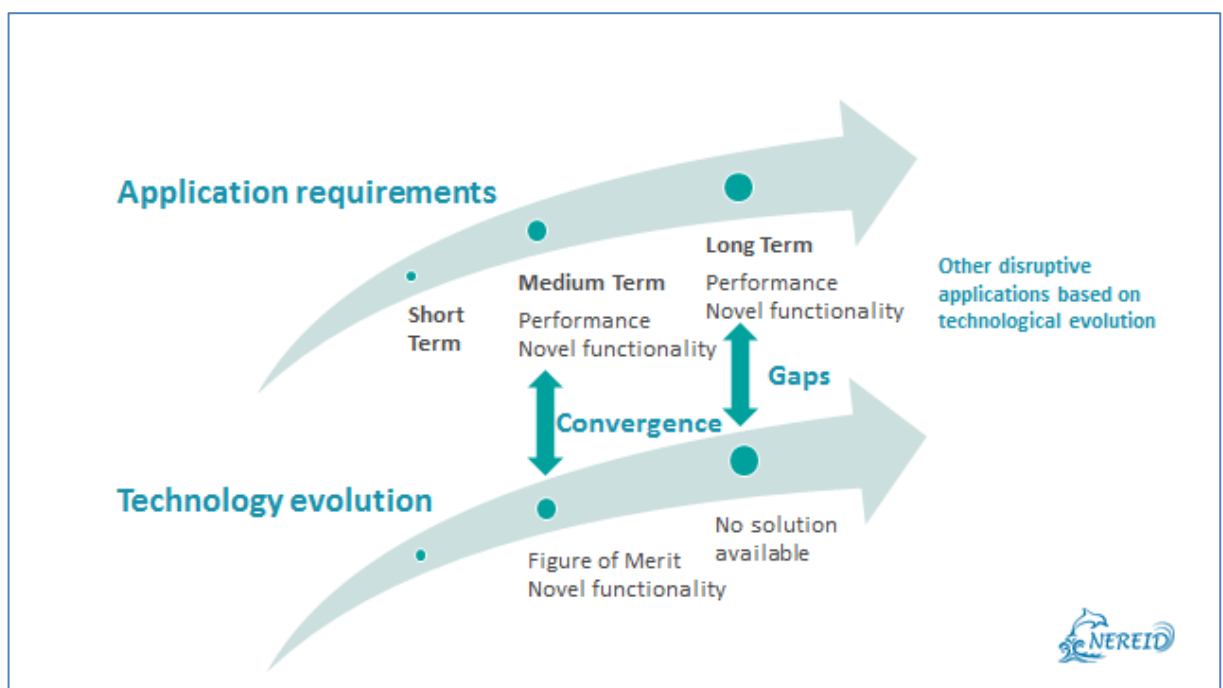 Application requirements
Short
Term
Medium Term
Performance
Novel functionality
Long Term
Performance
Novel functionality
Other disruptive
applications based on
technological evolution
Convergence
Gaps
Technology evolution
Figure of Merit
Novel functionality
No solution
available
NEREID